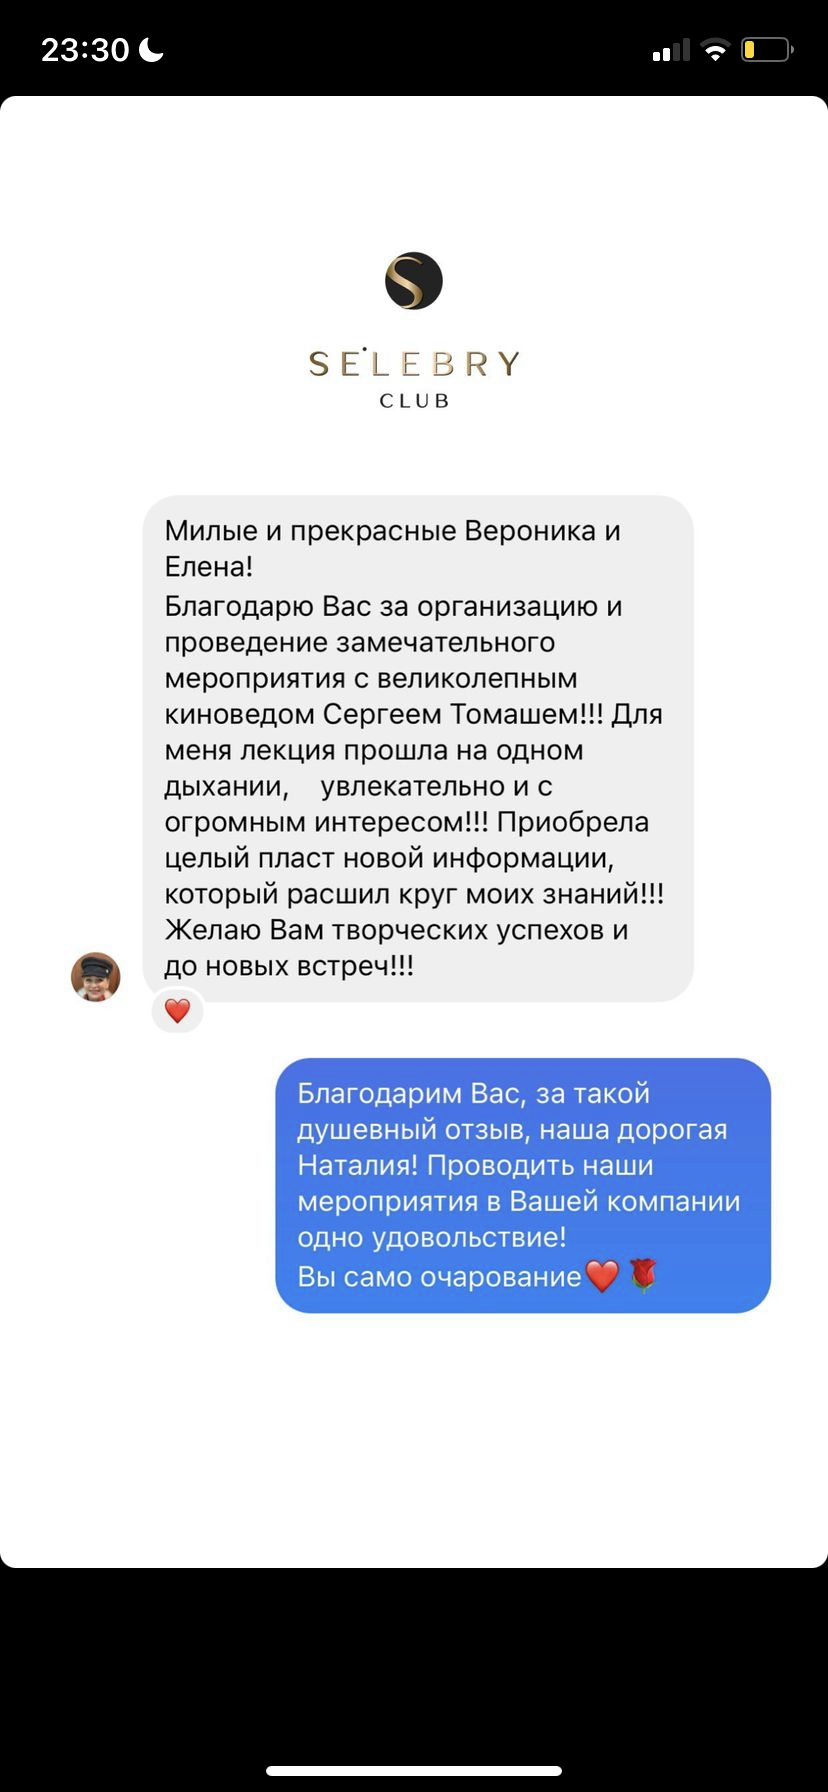 23:30
SELEBRY
CLUB
Милые и прекрасные Вероника и
Елена!
Благодарю Вас за организацию и
проведение замечательного
мероприятия с великолепным
киноведом Сергеем Томашем!!! Для
меня лекция прошла на одном
дыхании, увлекательно и с
огромным интересом!!! Приобрела
целый пласт новой информации,
который расшил круг моих знаний!!!
Желаю Вам творческих успехов и
до новых встреч!!!
Благодарим Вас, за такой
душевный отзыв, наша дорогая
Наталия! Проводить наши
мероприятия в Вашей компании
одно удовольствие!
Вы само очарование❤️🌹